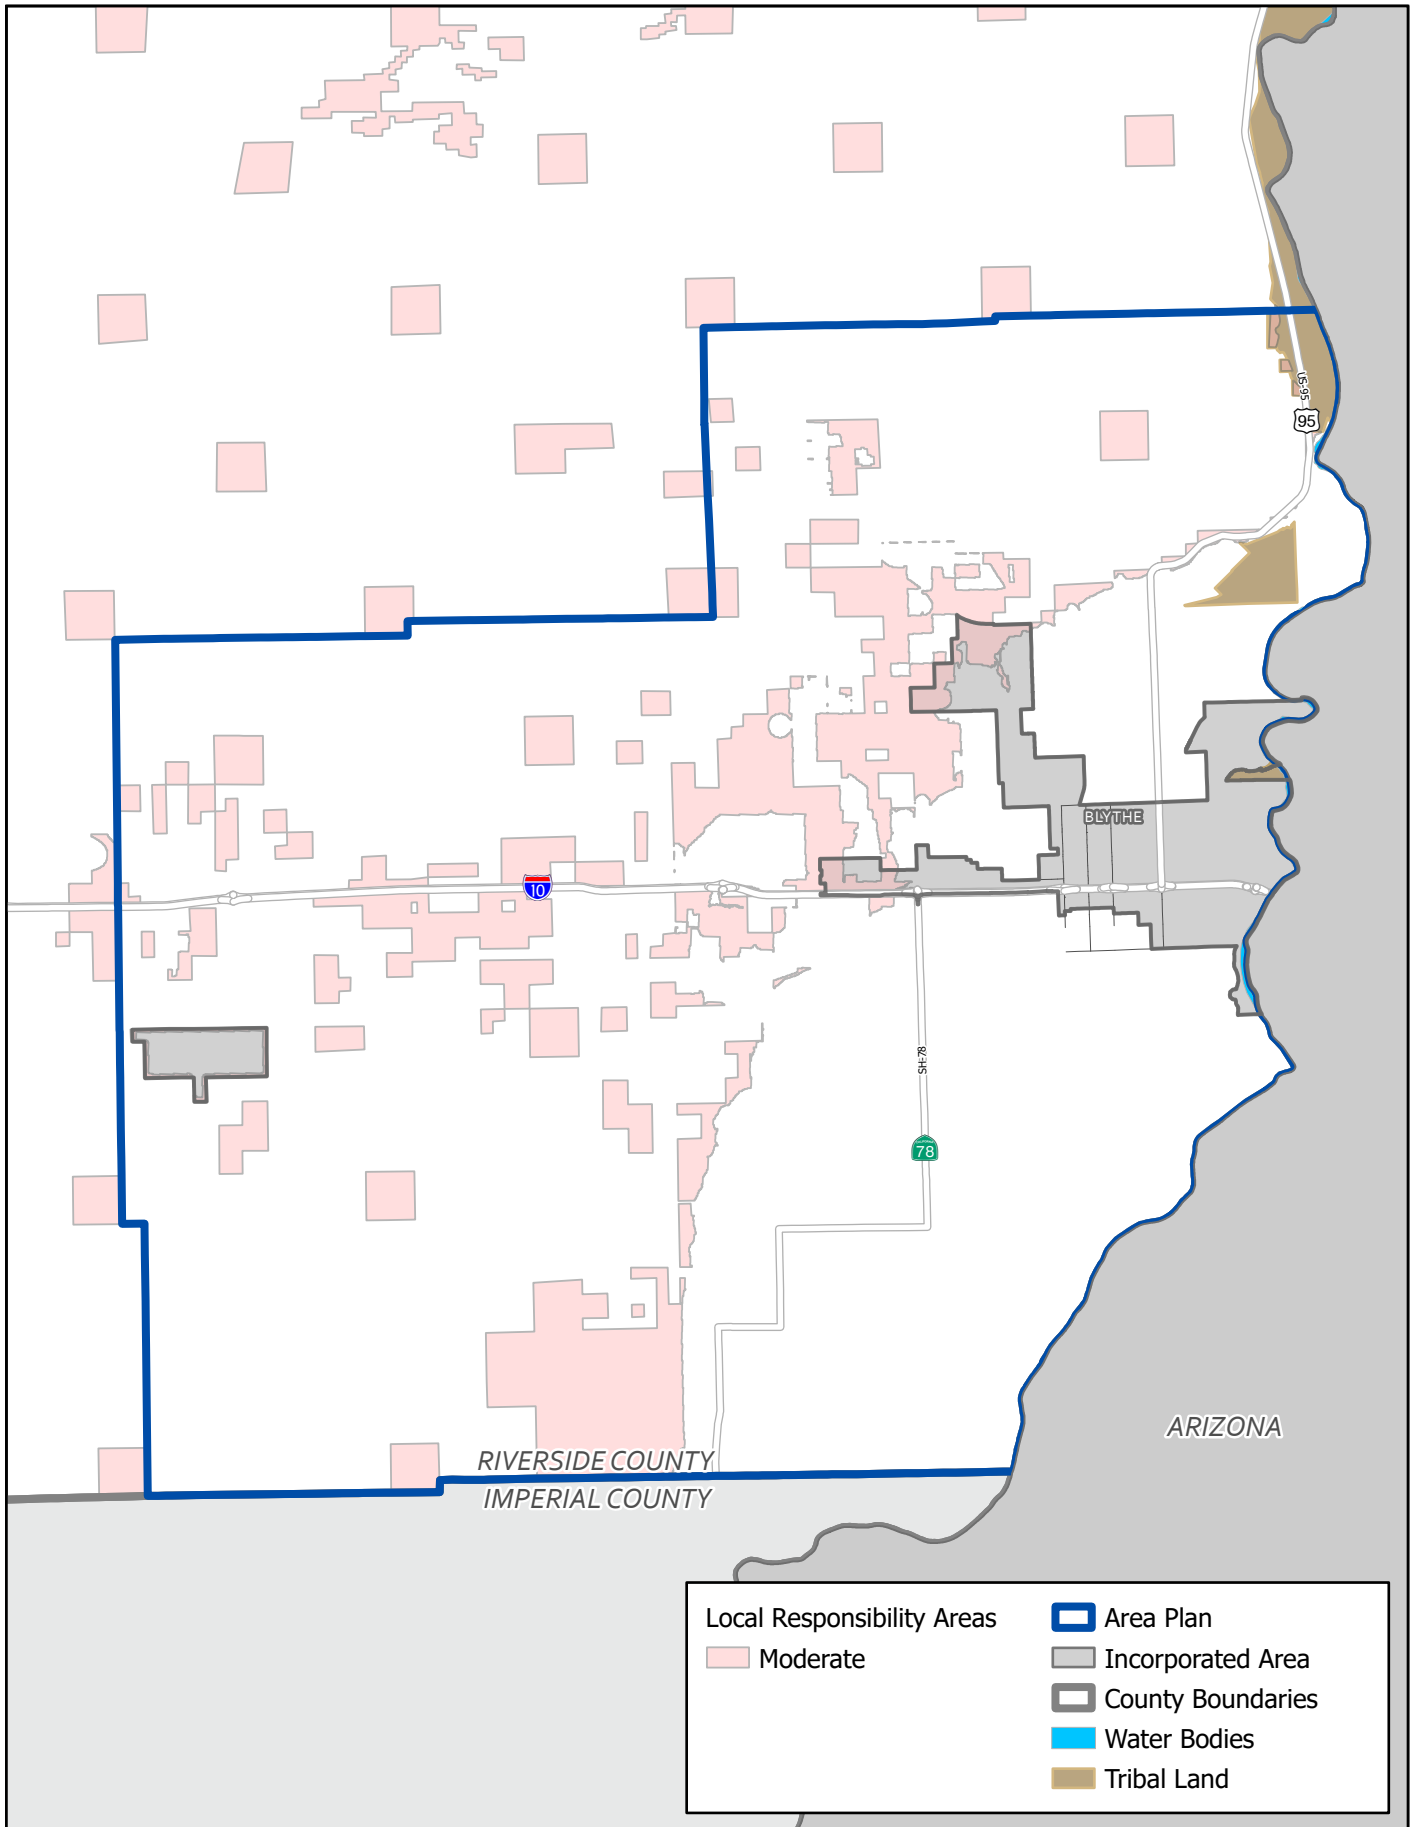 US-95
95
BLYTHE
10
SH-78
78
ARIZONA
RIVERSIDE COUNTY
IMPERIAL COUNTY
Local Responsibility Areas
Moderate
Area Plan
Incorporated Area
County Boundaries
Water Bodies
Tribal Land